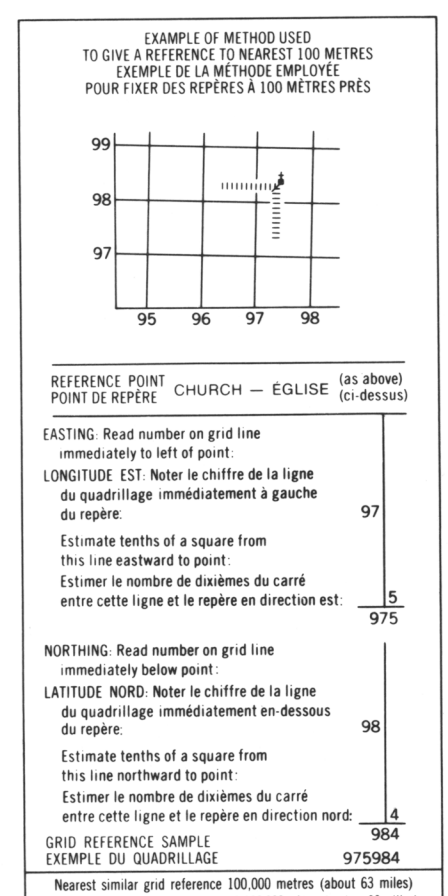 EXAMPLE OF METHOD USED
TO GIVE A REFERENCE TO NEAREST 100 METRES
EXEMPLE DE LA MÉTHODE EMPLOYÉE
POUR FIXER DES REPÈRES À 100 MÈTRES PRÈS
99
98
97
95 96 97 98
REFERENCE POINT
POINT DE REPÈRE
CHURCH — ÉGLISE
(as above)
(ci-dessus)
EASTING: Read number on grid line
immediately to left of point:
LONGITUDE EST: Noter le chiffre de la ligne
du quadrillage immédiatement à gauche
du repère: 97
Estimate tenths of a square from
this line eastward to point:
Estimer le nombre de dixièmes du carré
entre cette ligne et le repère en direction est: 5
975
NORTHING: Read number on grid line
immediately below point:
LATITUDE NORD: Noter le chiffre de la ligne
du quadrillage immédiatement en-dessous
du repère: 98
Estimate tenths of a square from
this line northward to point:
Estimer le nombre de dixièmes du carré
entre cette ligne et le repère en direction nord: 4
984
GRID REFERENCE SAMPLE
EXEMPLE DU QUADRILLAGE 975984
Nearest similar grid reference 100,000 metres (about 63 miles)